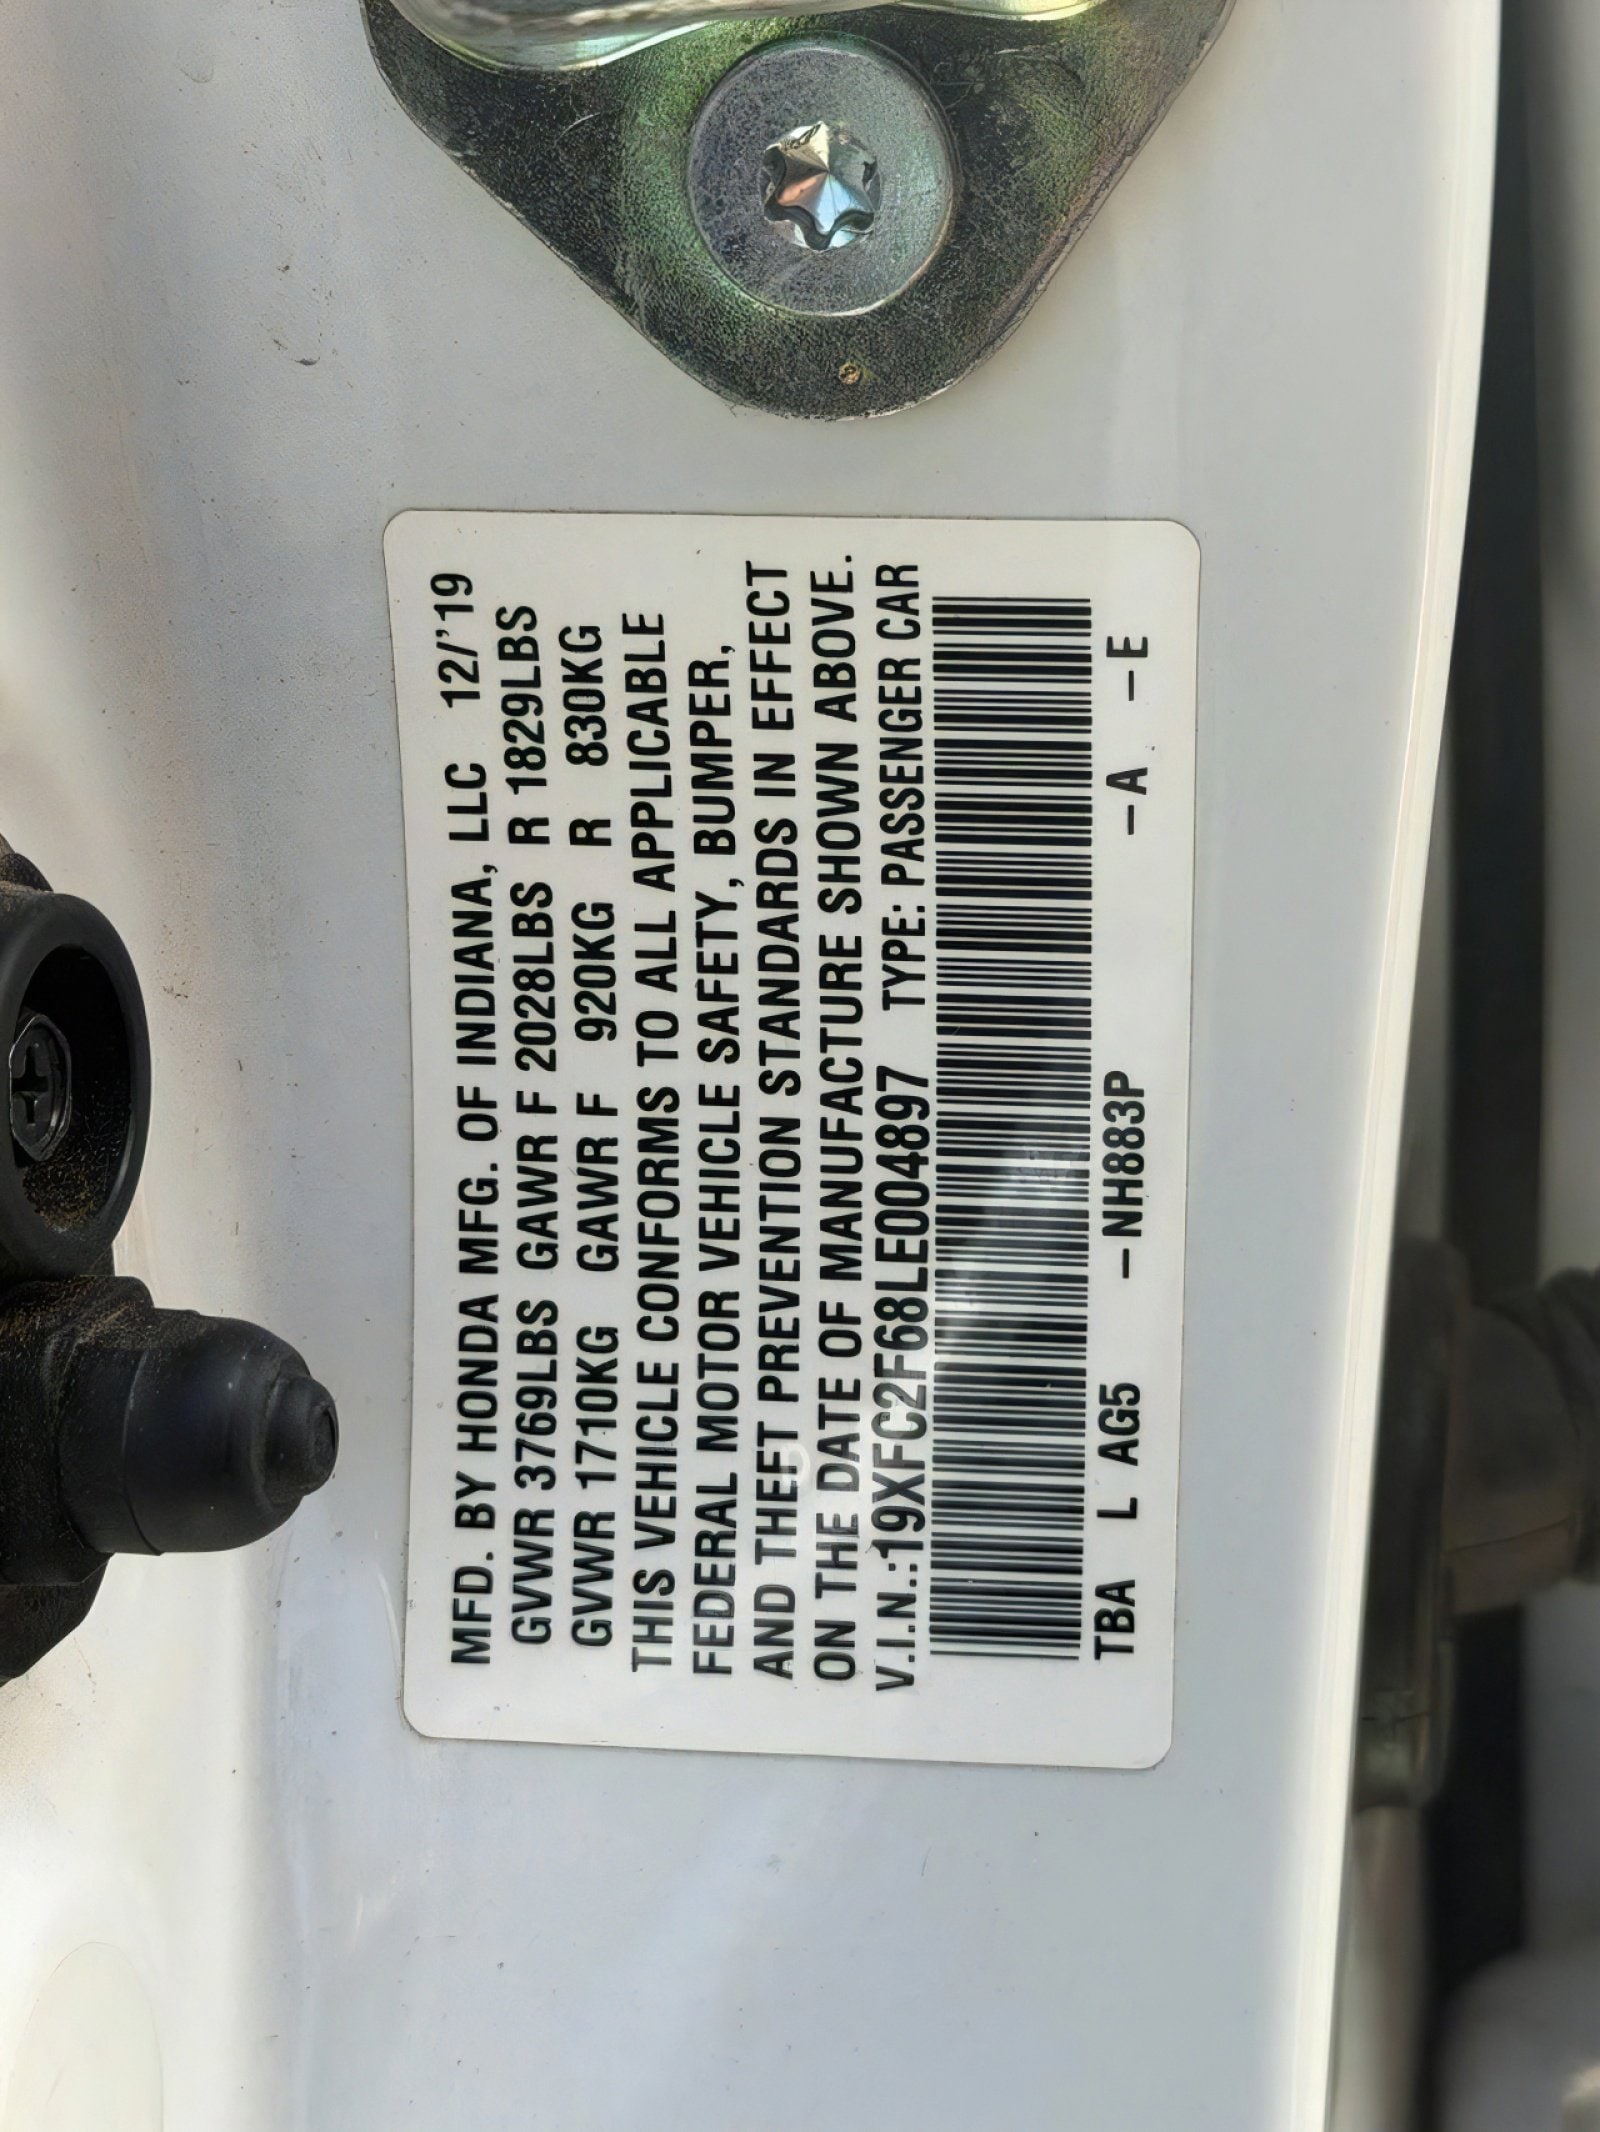 MFD. BY HONDA MFG. OF INDIANA, LLC 12/'19
GVWR 3769LBS GAWR F 2028LBS R 1829LBS
GVWR 1710KG GAWR F 920KG R 830KG
THIS VEHICLE CONFORMS TO ALL APPLICABLE
FEDERAL MOTOR VEHICLE SAFETY, BUMPER,
AND THEFT PREVENTION STANDARDS IN EFFECT
ON THE DATE OF MANUFACTURE SHOWN ABOVE.
V.I.N.:19XFC2F68LE004897 TYPE: PASSENGER CAR
TBA L AG5 –NH883P –A –E